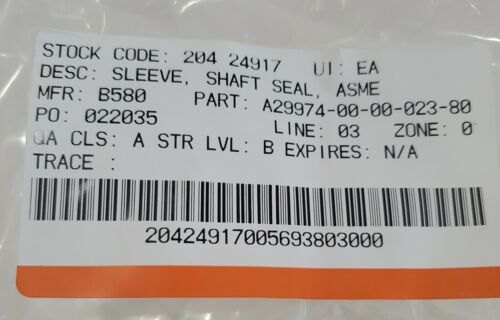 STOCK CODE: 204 24917 UI: EA
DESC: SLEEVE, SHAFT SEAL, ASME
MFR: B580 PART: A29974-00-00-023-80
PO: 022035 LINE: 03 ZONE: 0
QA CLS: A STR LVL: B EXPIRES: N/A
TRACE :
20424917005693803000